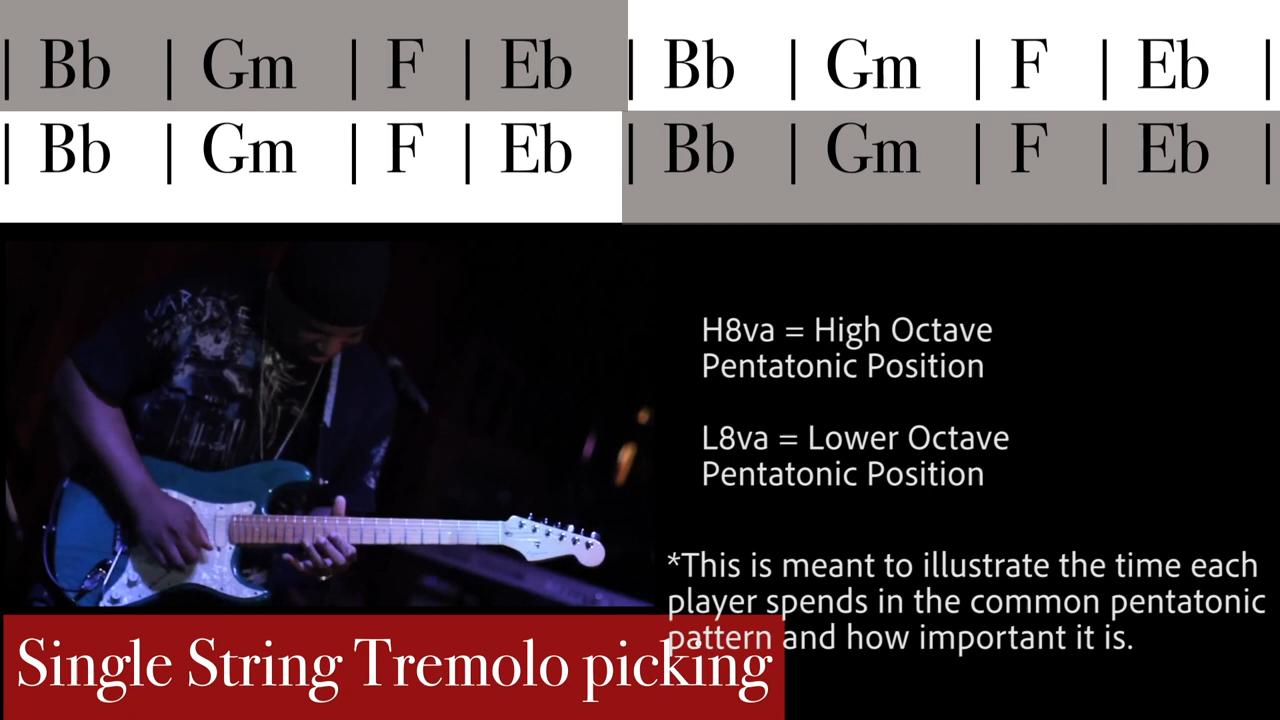 | Bb | Gm | F | Eb | Bb | Gm | F | Eb |
| Bb | Gm | F | Eb | Bb | Gm | F | Eb |
H8va = High Octave
Pentatonic Position
L8va = Lower Octave
Pentatonic Position
*This is meant to illustrate the time each
player spends in the common pentatonic
pattern and how important it is.
Single String Tremolo picking